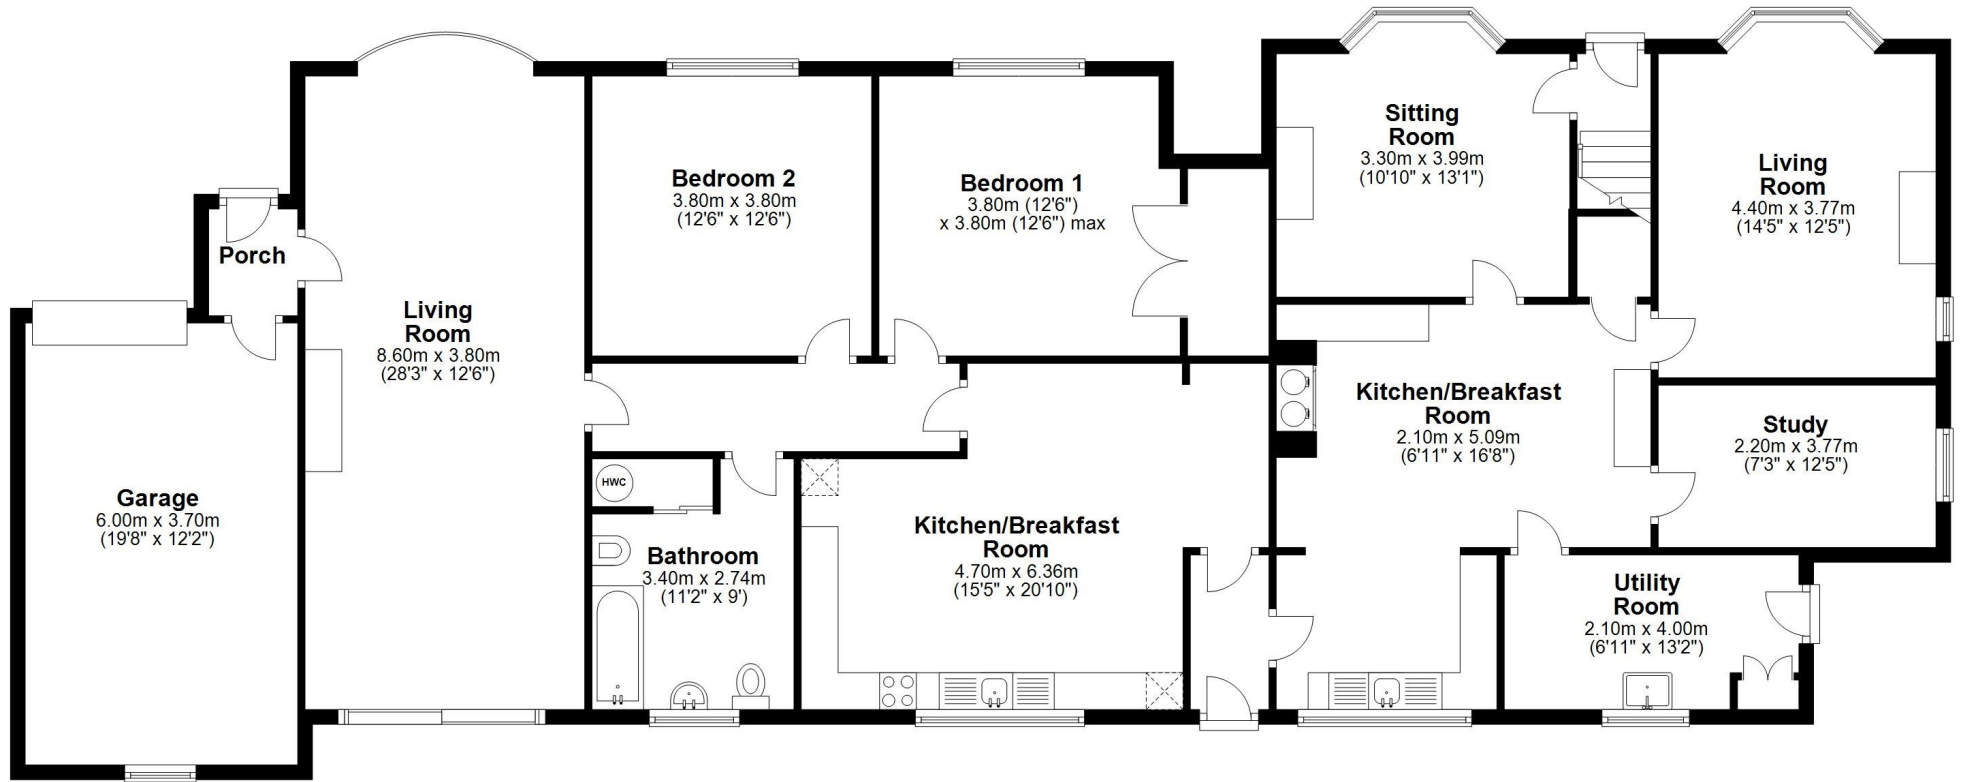 Sitting
Room
3.30m x 3.99m
(10'10" x 13'1")
Living
Room
4.40m x 3.77m
(14'5" x 12'5")
Bedroom 2
3.80m x 3.80m
(12'6" x 12'6")
Bedroom 1
3.80m (12'6")
x 3.80m (12'6") max
Porch
Living
Room
8.60m x 3.80m
(28'3" x 12'6")
Kitchen/Breakfast
Room
2.10m x 5.09m
(6'11" x 16'8")
Study
2.20m x 3.77m
(7'3" x 12'5")
Garage
6.00m x 3.70m
(19'8" x 12'2")
HWC
Bathroom
3.40m x 2.74m
(11'2" x 9')
Kitchen/Breakfast
Room
4.70m x 6.36m
(15'5" x 20'10")
Utility
Room
2.10m x 4.00m
(6'11" x 13'2")